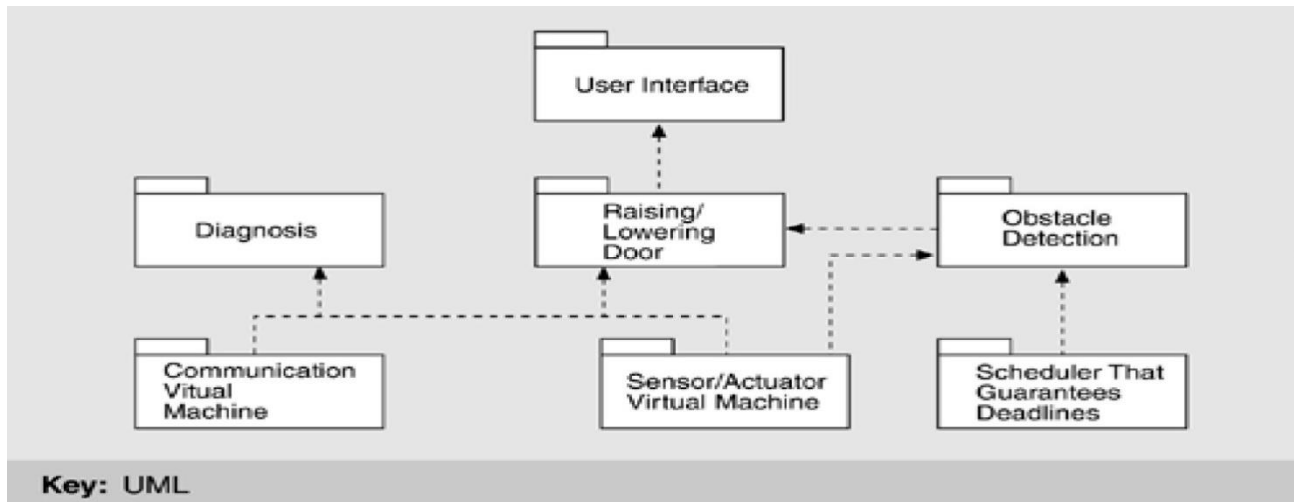 User Interface
Diagnosis
Raising/
Lowering
Door
Obstacle
Detection
Communication
Vitual
Machine
Sensor/Actuator
Virtual Machine
Scheduler That
Guarantees
Deadlines
Key: UML